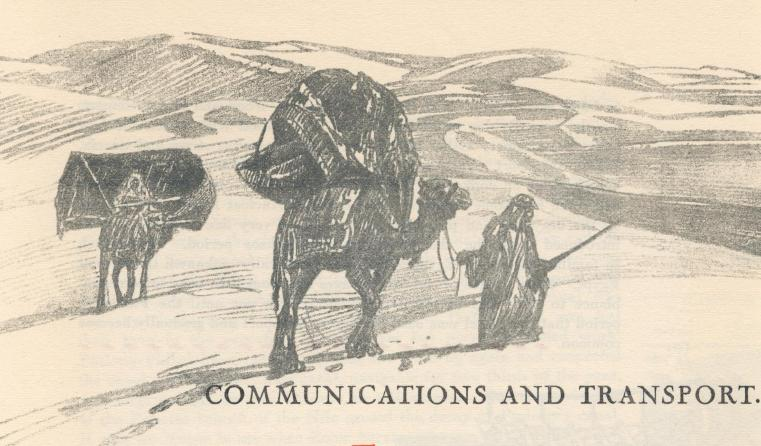 COMMUNICATIONS AND TRANSPORT.